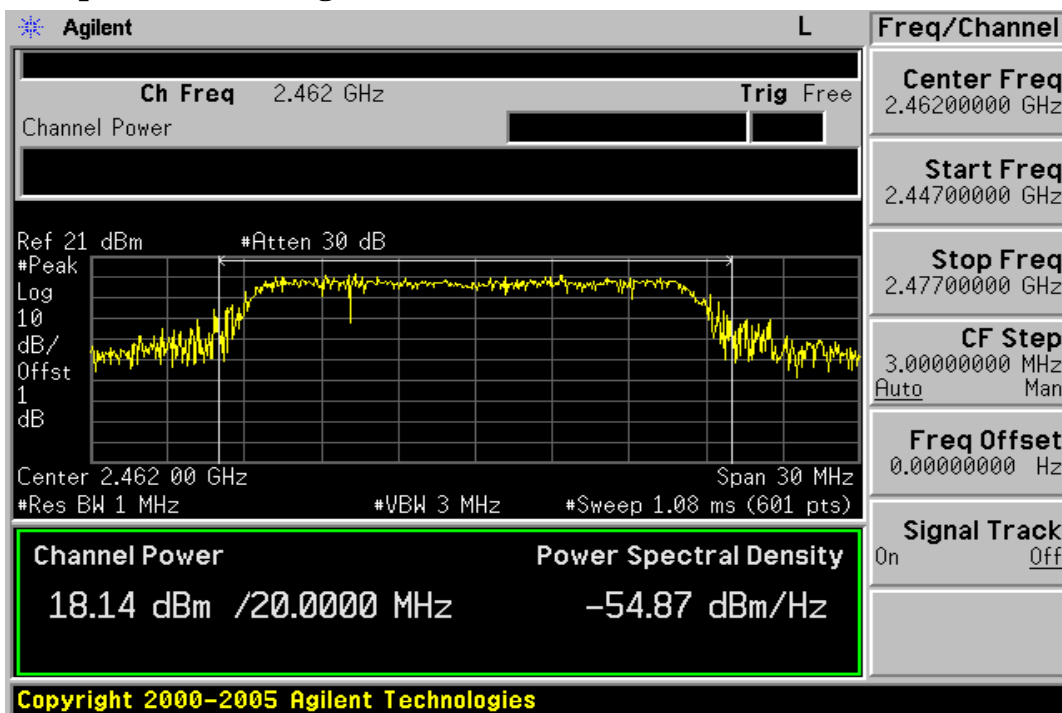 Agilent L Freq/Channel
Ch Freq 2.462 GHz Trig Free
Channel Power
Center Freq
2.46200000 GHz
Start Freq
2.44700000 GHz
Stop Freq
2.47700000 GHz
CF Step
3.00000000 MHz
Auto Man
Freq Offset
0.00000000 Hz
Signal Track
On Off
Ref 21 dBm #Atten 30 dB
#Peak
Log
10
dB/
Offst
1
dB
Center 2.462 00 GHz Span 30 MHz
#Res BW 1 MHz #VBW 3 MHz #Sweep 1.08 ms (601 pts)
Channel Power Power Spectral Density
18.14 dBm /20.0000 MHz -54.87 dBm/Hz
Copyright 2000-2005 Agilent Technologies